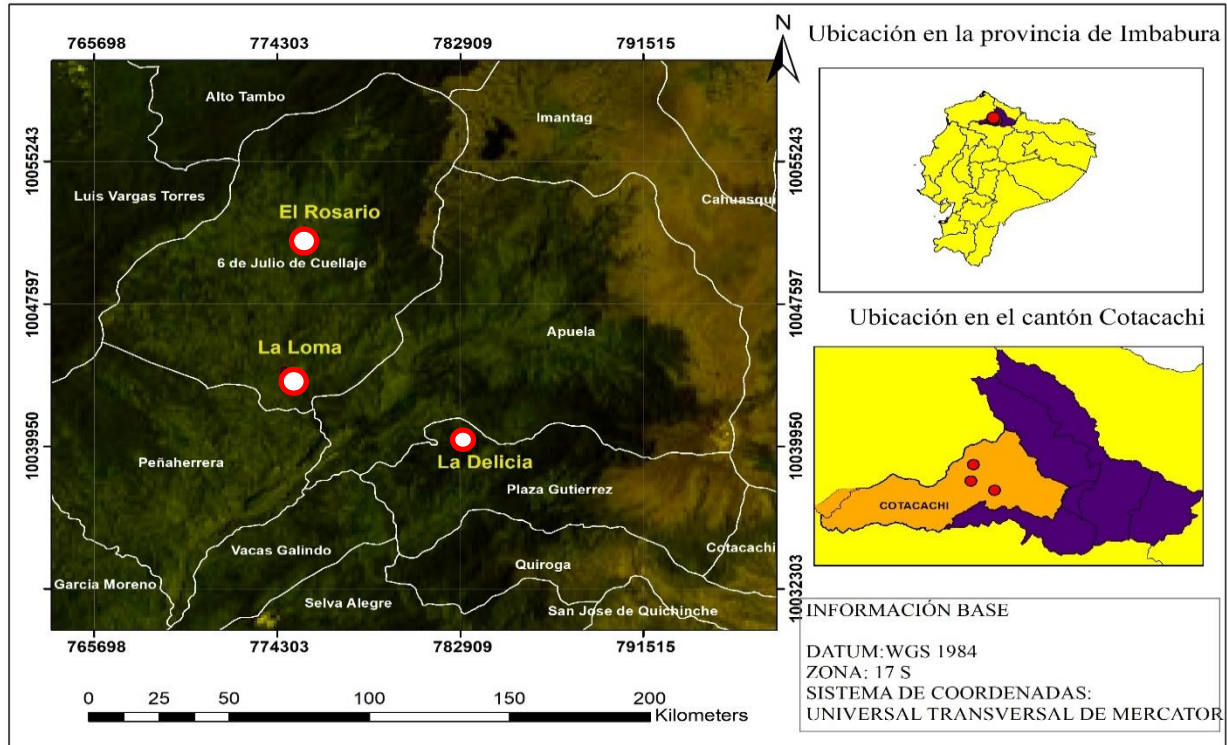 765698 774303 782909 791515
N
Ubicación en la provincia de Imbabura
Alto Tambo
Imantag
10055243
10055243
Luis Vargas Torres
Cahuasqui
El Rosario
6 de Julio de Cuellaje
10047597
10047597
Apuela
La Loma
Ubicación en el cantón Cotacachi
10039950
10039950
Peñaherrera
La Delicia
Plaza Gutierrez
COTACACHI
Vacas Galindo
Cotacachi
Quiroga
Garcia Moreno
Selva Alegre
San Jose de Quichinche
10032303
10032303
765698 774303 782909 791515
INFORMACIÓN BASE
DATUM:WGS 1984
ZONA: 17 S
SISTEMA DE COORDENADAS:
UNIVERSAL TRANSVERSAL DE MERCATOR
0 25 50 100 150 200
Kilometers